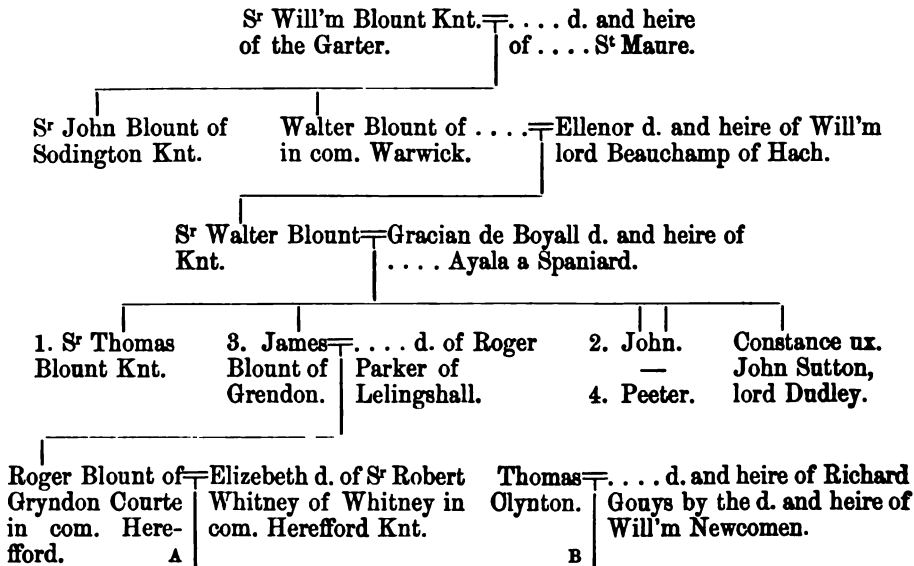 Sr Will'm Blount Knt. . . . . d. and heire
of the Garter. of . . . . St Maure.
Sr John Blount of
Sodington Knt.
Walter Blount of . . . .
in com. Warwick.
Ellenor d. and heire of Will'm
lord Beauchamp of Hach.
Sr Walter Blount
Knt.
Gracian de Boyall d. and heire of
. . . . Ayala a Spaniard.
1. Sr Thomas
Blount Knt.
3. James
Blount of
Grendon.
. . . . d. of Roger
Parker of
Lelingshall.
2. John.
—
4. Peeter.
Constance ux.
John Sutton,
lord Dudley.
Roger Blount of
Gryndon Courte
in com. Here-
fford. A
Elizebeth d. of Sr Robert
Whitney of Whitney in
com. Herefford Knt.
Thomas
Olynton.
B
. . . . d. and heire of Richard
Gouys by the d. and heire of
Will'm Newcomen.